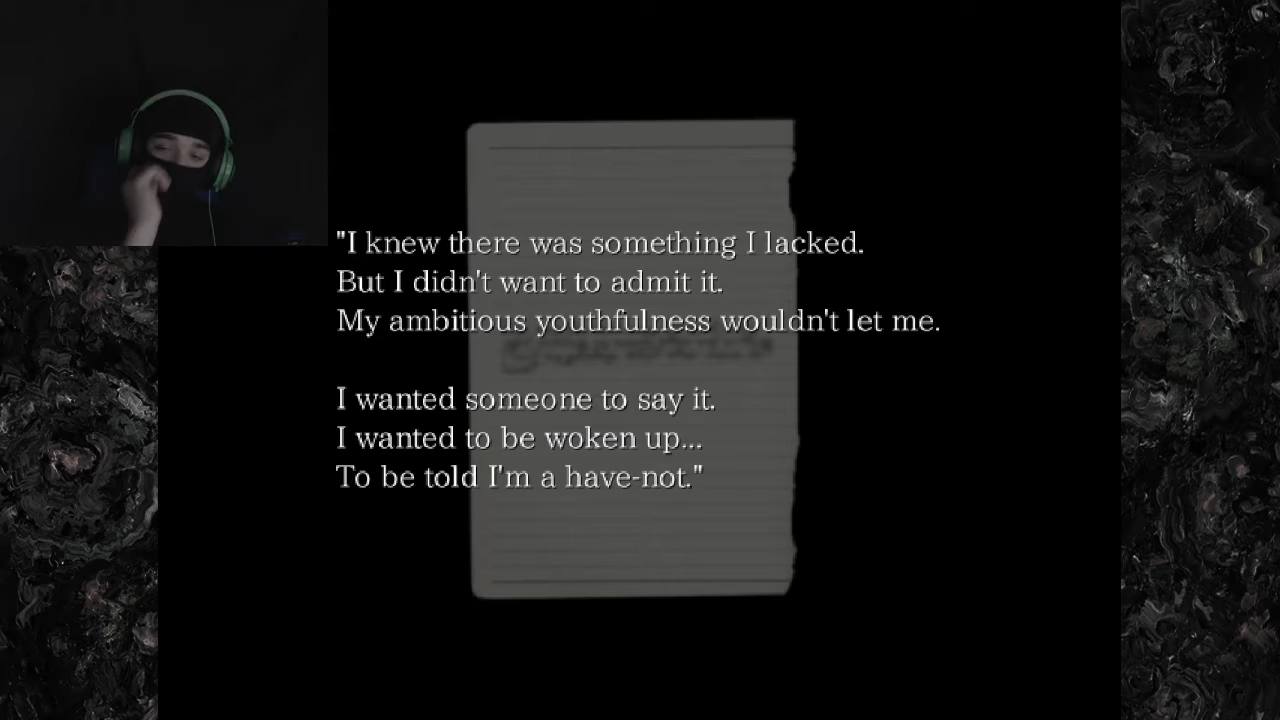 "I knew there was something I lacked.
But I didn't want to admit it.
My ambitious youthfulness wouldn't let me.
I wanted someone to say it.
I wanted to be woken up...
To be told I'm a have-not."